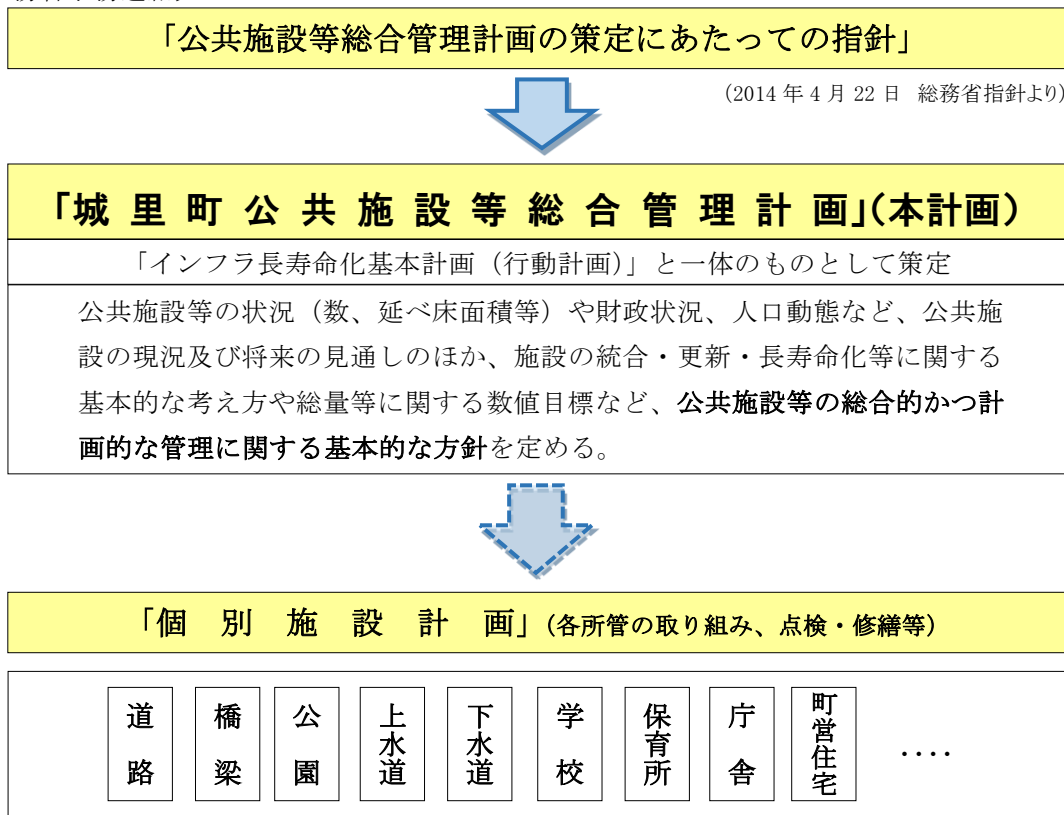 「公共施設等総合管理計画の策定にあたっての指針」
(2014 年 4 月 22 日 総務省指針より)
「城 里 町 公 共 施 設 等 総 合 管 理 計 画」(本計画)
「インフラ長寿命化基本計画（行動計画）」と一体のものとして策定
公共施設等の状況（数、延べ床面積等）や財政状況、人口動態など、公共施
設の現況及び将来の見通しのほか、施設の統合・更新・長寿命化等に関する
基本的な考え方や総量等に関する数値目標など、公共施設等の総合的かつ計
画的な管理に関する基本的な方針を定める。
「個 別 施 設 計 画」(各所管の取り組み、点検・修繕等)
道路
橋梁
公園
上水道
下水道
学校
保育所
庁舎
町営住宅
‥‥